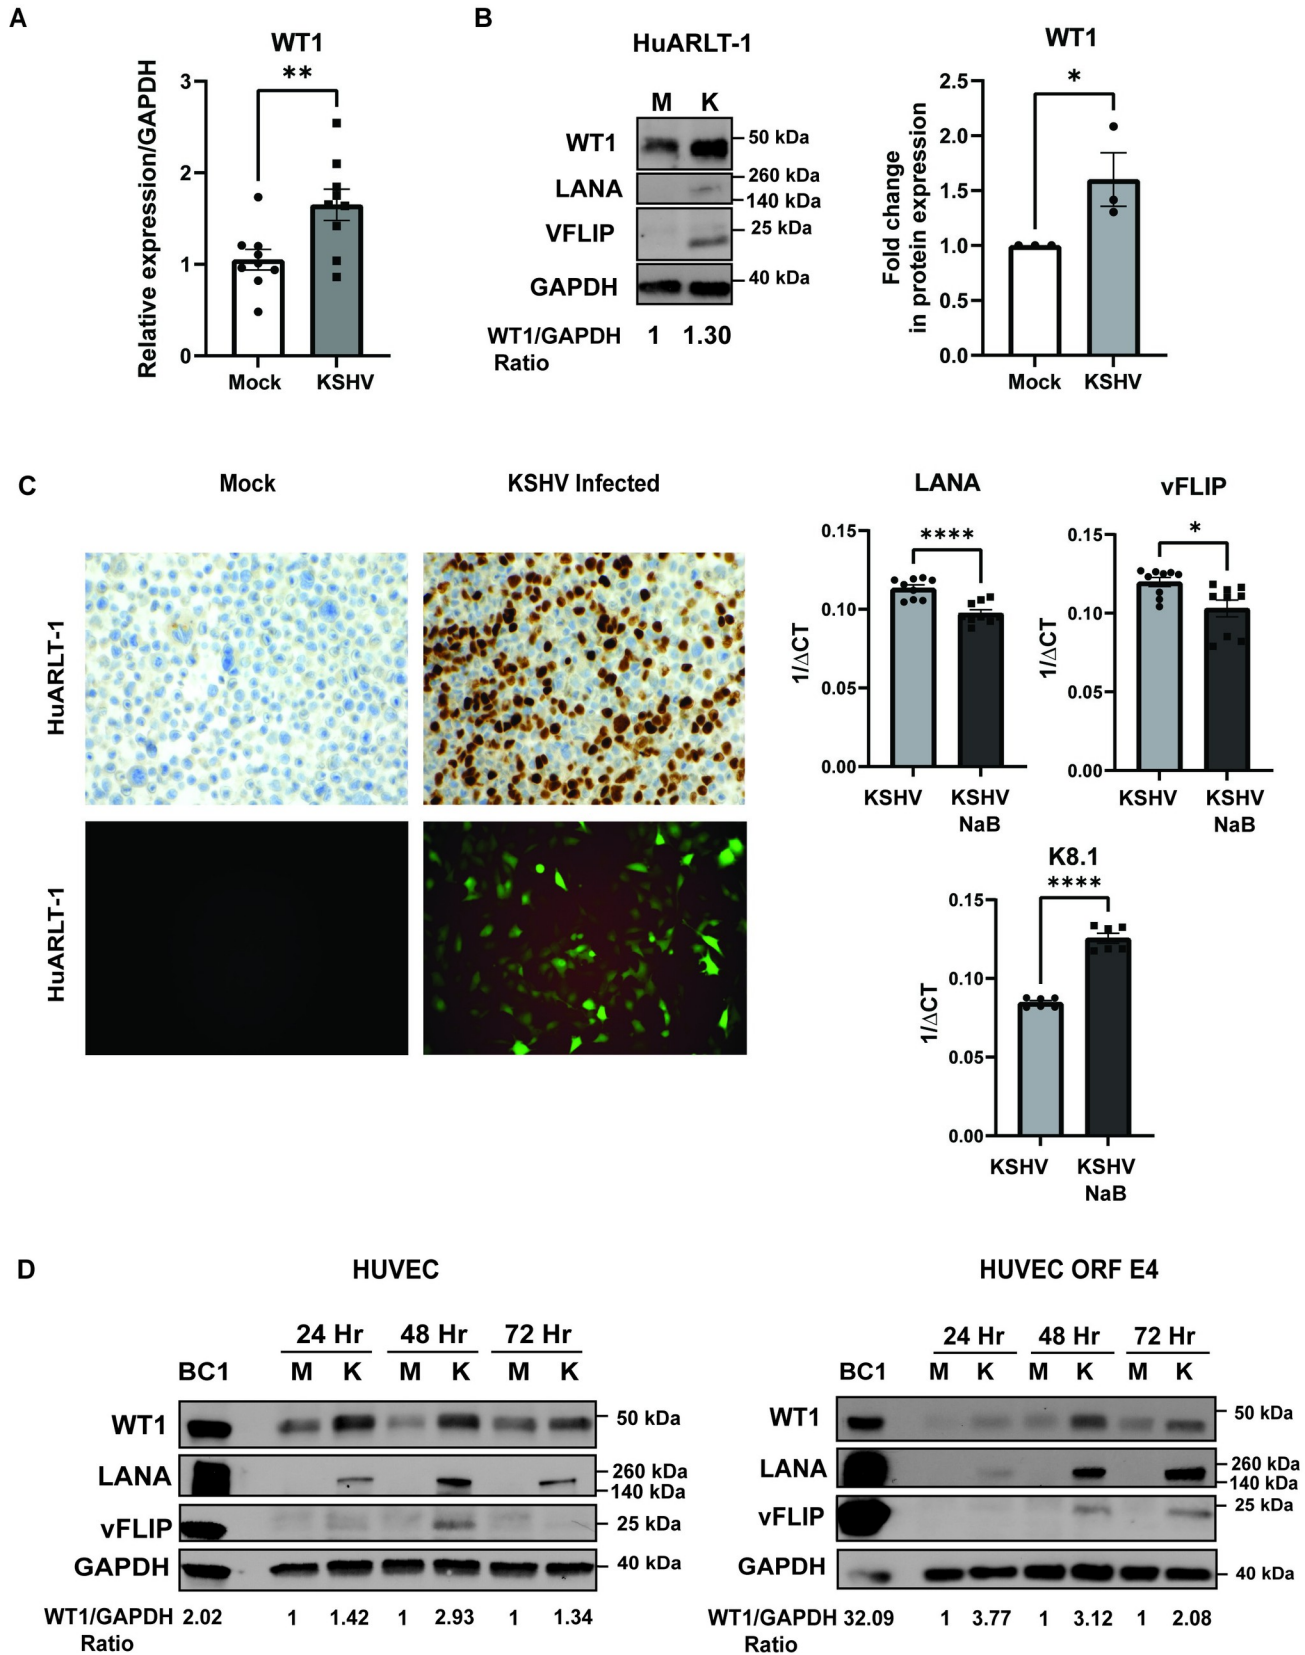 A
WT1
**
Relative expression/GAPDH
3
2
1
0
Mock KSHV
B
HuARLT-1
M K
WT1
50 kDa
LANA
260 kDa
140 kDa
VFLIP
25 kDa
GAPDH
40 kDa
WT1/GAPDH 1 1.30
Ratio
WT1
*
Fold change
in protein expression
2.5
2.0
1.5
1.0
0.5
0.0
Mock KSHV
C
Mock KSHV Infected
HuARLT-1
HuARLT-1
LANA
****
1/ΔCT
0.15
0.10
0.05
0.00
KSHV KSHV
NaB
vFLIP
*
1/ΔCT
0.15
0.10
0.05
0.00
KSHV KSHV
NaB
K8.1
****
1/ΔCT
0.15
0.10
0.05
0.00
KSHV KSHV
NaB
D
HUVEC
24 Hr 48 Hr 72 Hr
BC1 M K M K M K
WT1 50 kDa
LANA 260 kDa
140 kDa
vFLIP 25 kDa
GAPDH 40 kDa
WT1/GAPDH 2.02 1 1.42 1 2.93 1 1.34
Ratio
HUVEC ORF E4
24 Hr 48 Hr 72 Hr
BC1 M K M K M K
WT1 50 kDa
LANA 260 kDa
140 kDa
vFLIP 25 kDa
GAPDH 40 kDa
WT1/GAPDH 32.09 1 3.77 1 3.12 1 2.08
Ratio